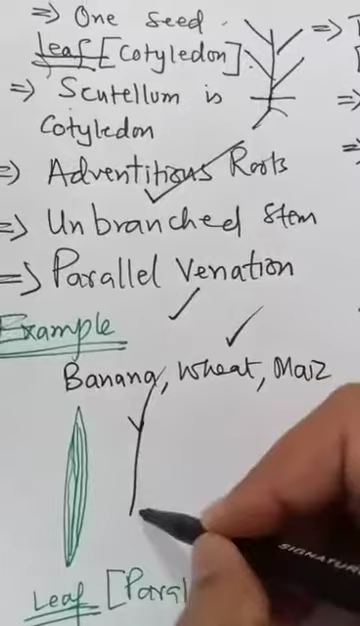 => One seed
leaf [Cotyledon]
=> Scutellum is
Cotyledon
=> Adventitious Roots
=> Unbranched Stem
=> Parallel Venation
Example
Banana, Wheat, Maiz
Leaf [Paral
SIGNATURE